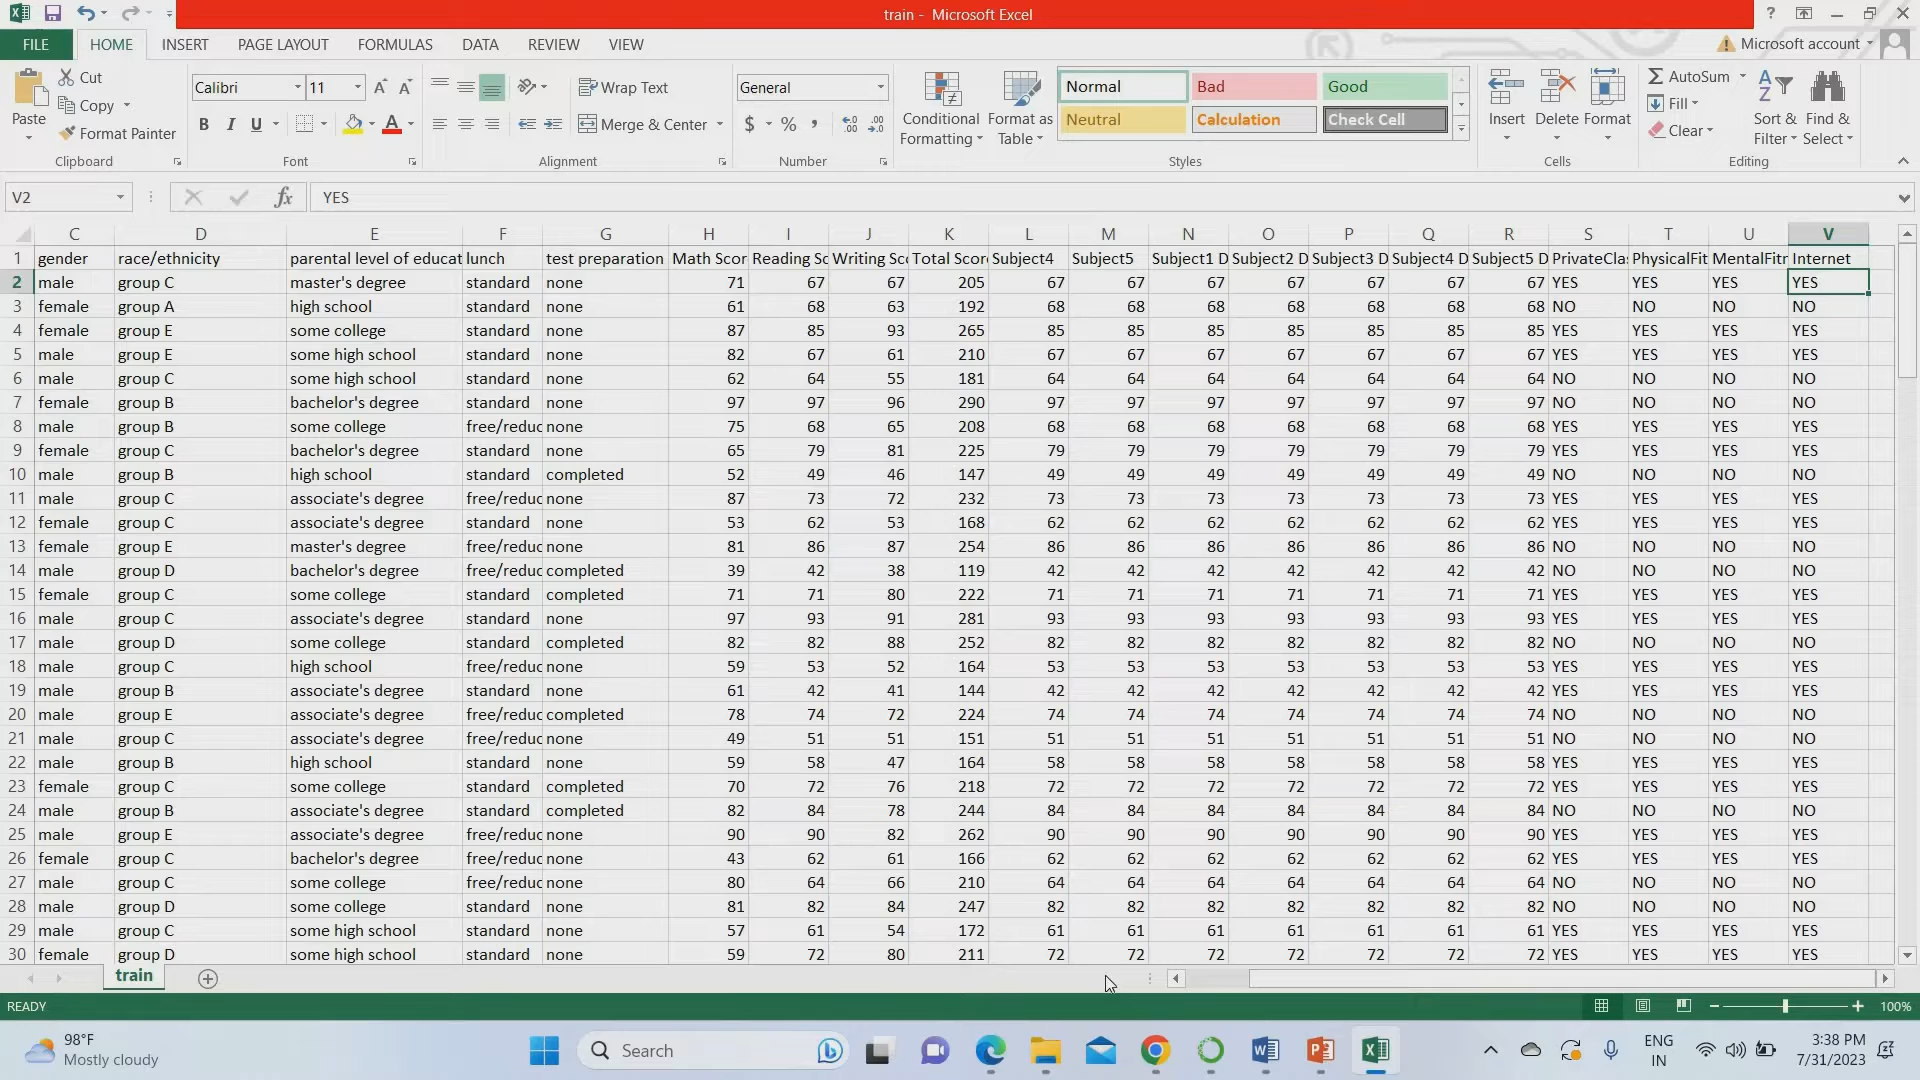 train - Microsoft Excel
FILE HOME INSERT PAGE LAYOUT FORMULAS DATA REVIEW VIEW Microsoft account
Paste Cut Copy Format Painter Clipboard
Calibri 11 B I U A A Font
Wrap Text Merge & Center Alignment
General $ % , Number
Conditional Formatting Format as Table Normal Bad Good Neutral Calculation Check Cell Styles
Insert Delete Format Cells
AutoSum Fill Clear Sort & Filter Find & Select Editing
V2 fx YES
C D E F G H I J K L M N O P Q R S T U V
1 gender race/ethnicity parental level of educat lunch test preparation Math Scor Reading Sc Writing Sco Total Score Subject4 Subject5 Subject1 D Subject2 D Subject3 D Subject4 D Subject5 D PrivateClas PhysicalFit MentalFitn Internet
2 male group C master's degree standard none 71 67 67 205 67 67 67 67 67 67 67 YES YES YES YES
3 female group A high school standard none 61 68 63 192 68 68 68 68 68 68 68 NO NO NO NO
4 female group E some college standard none 87 85 93 265 85 85 85 85 85 85 85 YES YES YES YES
5 male group E some high school standard none 82 67 61 210 67 67 67 67 67 67 67 YES YES YES YES
6 male group C some high school standard none 62 64 55 181 64 64 64 64 64 64 64 NO NO NO NO
7 female group B bachelor's degree standard none 97 97 96 290 97 97 97 97 97 97 97 NO NO NO NO
8 male group B some college free/reduc none 75 68 65 208 68 68 68 68 68 68 68 YES YES YES YES
9 female group C bachelor's degree standard none 65 79 81 225 79 79 79 79 79 79 79 YES YES YES YES
10 male group B high school standard completed 52 49 46 147 49 49 49 49 49 49 49 NO NO NO NO
11 male group C associate's degree free/reduc none 87 73 72 232 73 73 73 73 73 73 73 YES YES YES YES
12 female group C associate's degree standard none 53 62 53 168 62 62 62 62 62 62 62 YES YES YES YES
13 female group E master's degree free/reduc none 81 86 87 254 86 86 86 86 86 86 86 NO NO NO NO
14 male group D bachelor's degree free/reduc completed 39 42 38 119 42 42 42 42 42 42 42 NO NO NO NO
15 female group C some college standard completed 71 71 80 222 71 71 71 71 71 71 71 YES YES YES YES
16 male group C associate's degree standard none 97 93 91 281 93 93 93 93 93 93 93 YES YES YES YES
17 male group D some college standard completed 82 82 88 252 82 82 82 82 82 82 82 NO NO NO NO
18 male group C high school free/reduc none 59 53 52 164 53 53 53 53 53 53 53 YES YES YES YES
19 male group B associate's degree standard none 61 42 41 144 42 42 42 42 42 42 42 YES YES YES YES
20 male group E associate's degree free/reduc completed 78 74 72 224 74 74 74 74 74 74 74 NO NO NO NO
21 male group C associate's degree free/reduc none 49 51 51 151 51 51 51 51 51 51 51 NO NO NO NO
22 male group B high school standard none 59 58 47 164 58 58 58 58 58 58 58 YES YES YES YES
23 female group C some college standard completed 70 72 76 218 72 72 72 72 72 72 72 YES YES YES YES
24 male group B associate's degree standard completed 82 84 78 244 84 84 84 84 84 84 84 NO NO NO NO
25 male group E associate's degree free/reduc none 90 90 82 262 90 90 90 90 90 90 90 YES YES YES YES
26 female group C bachelor's degree free/reduc none 43 62 61 166 62 62 62 62 62 62 62 YES YES YES YES
27 male group C some college free/reduc none 80 64 66 210 64 64 64 64 64 64 64 NO NO NO NO
28 male group D some college standard none 81 82 84 247 82 82 82 82 82 82 82 NO NO NO NO
29 male group C some high school standard none 57 61 54 172 61 61 61 61 61 61 61 YES YES YES YES
30 female group D some high school standard none 59 72 80 211 72 72 72 72 72 72 72 YES YES YES YES
train
READY 100%
98°F
Mostly cloudy
Search
ENG
IN
3:38 PM
7/31/2023